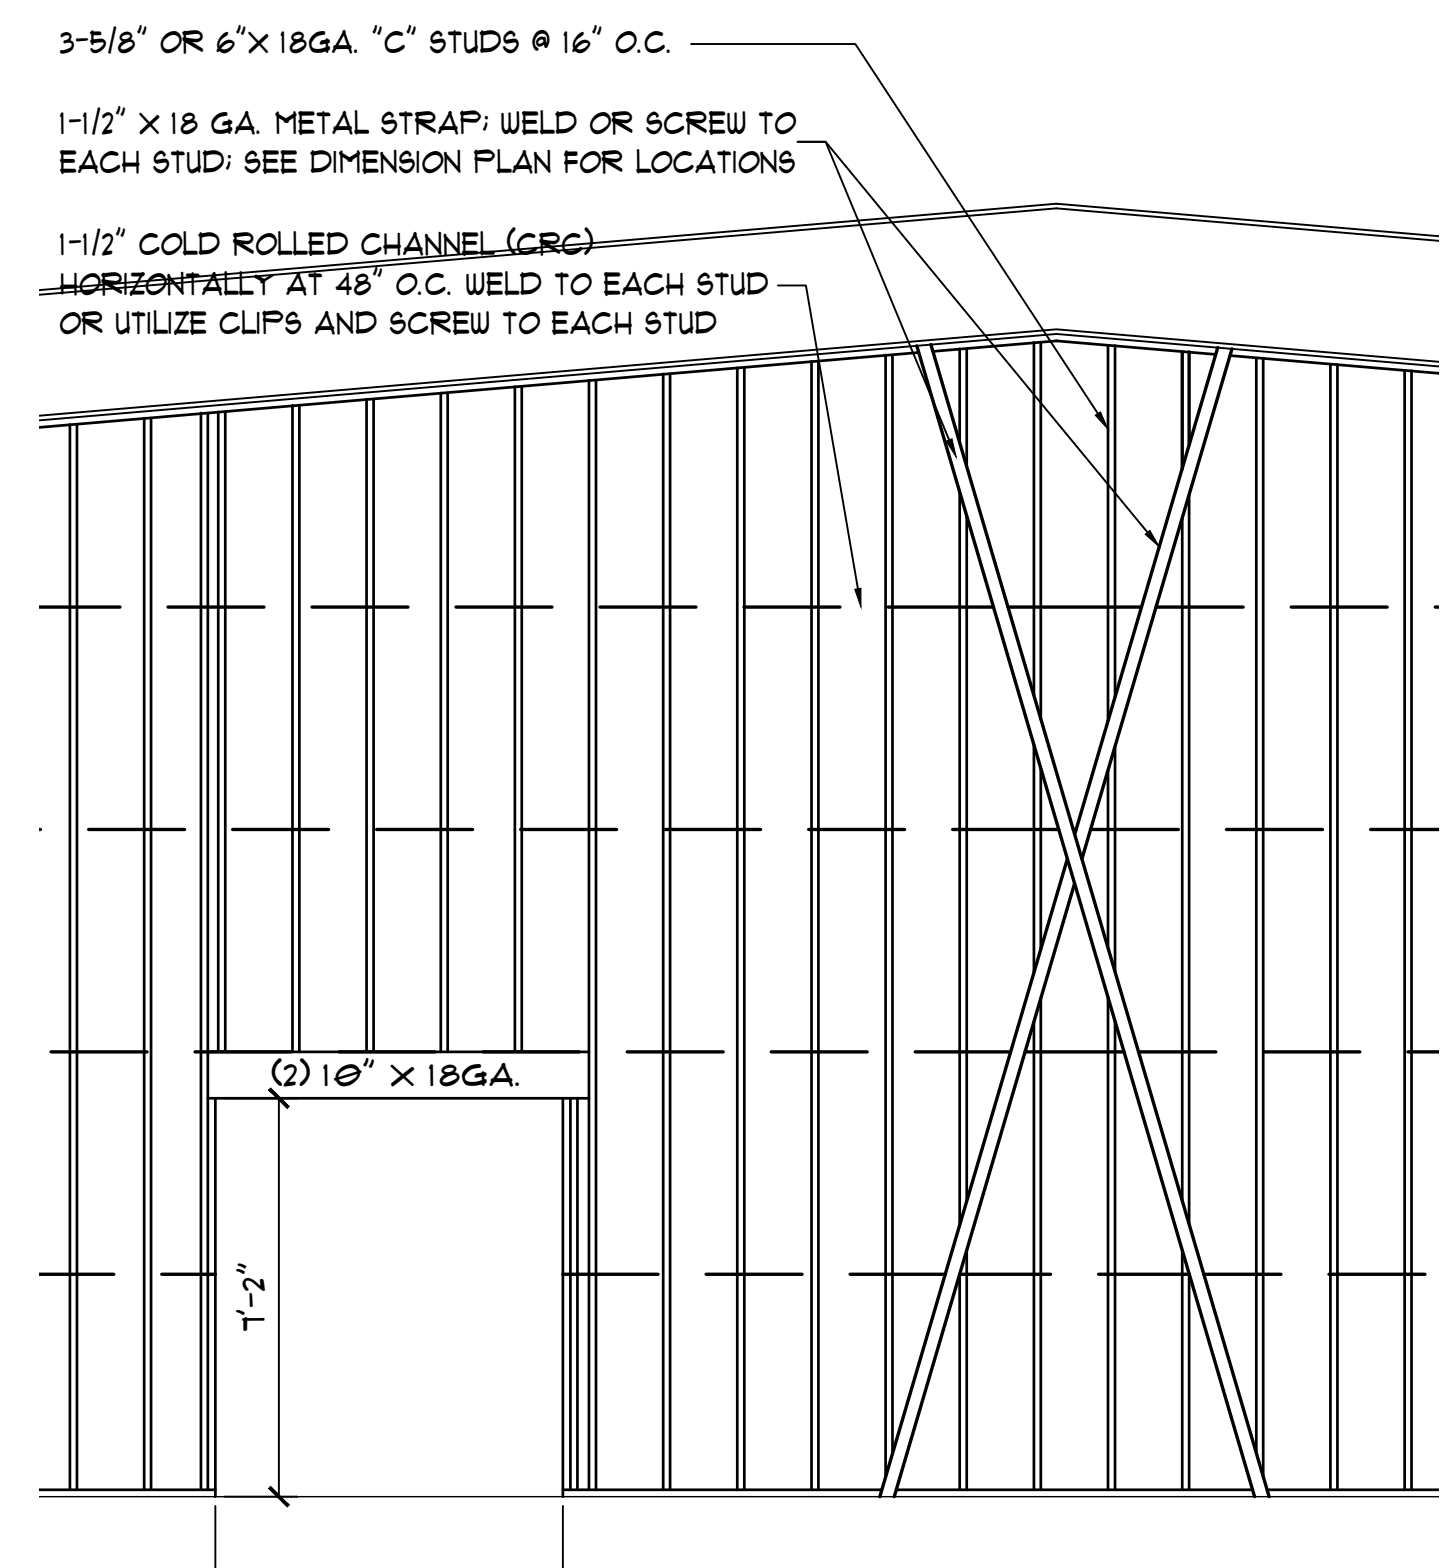 3-5/8" OR 6"X 18GA. "C" STUDS @ 16" O.C.
1-1/2" X 18 GA. METAL STRAP; WELD OR SCREW TO
EACH STUD; SEE DIMENSION PLAN FOR LOCATIONS
1-1/2" COLD ROLLED CHANNEL (CRC)
HORIZONTALLY AT 48" O.C. WELD TO EACH STUD
OR UTILIZE CLIPS AND SCREW TO EACH STUD
(2) 10" X 18GA.
7'-2"